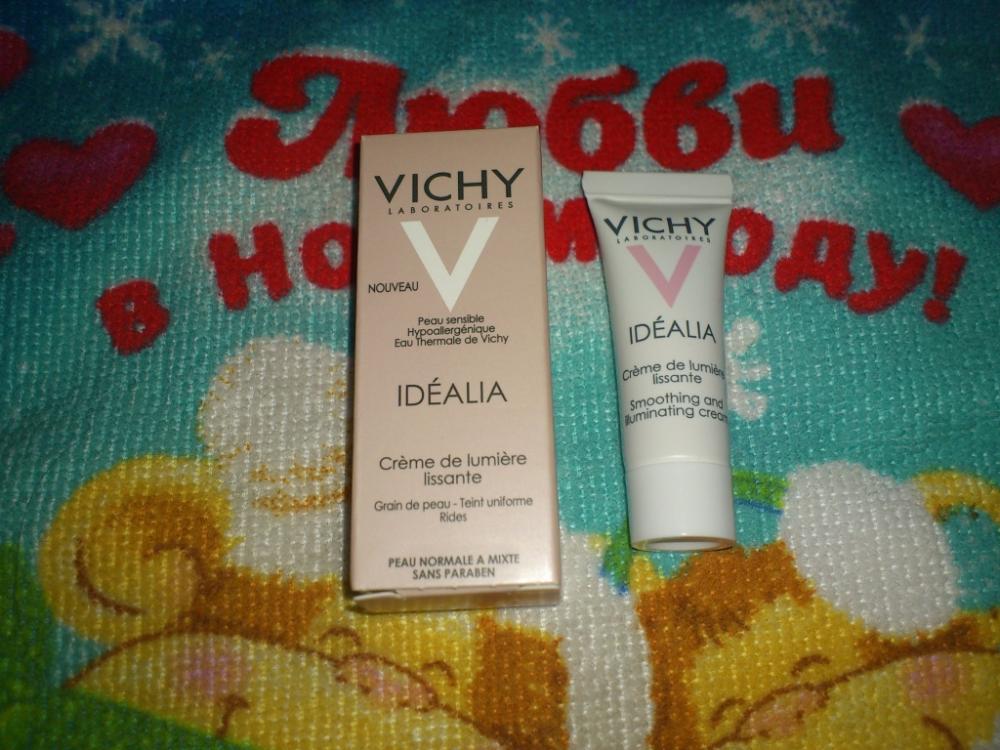 Любви
в Но м оду!
VICHY
LABORATOIRES
V
NOUVEAU
Peau sensible
Hypoallergénique
Eau Thermale de Vichy
IDÉALIA
Crème de lumière
lissante
Grain de peau - Teint uniforme
Rides
PEAU NORMALE A MIXTE
SANS PARABEN
VICHY
LABORATOIRES
V
IDÉALIA
Crème de lumière
lissante
Smoothing and
illuminating cream